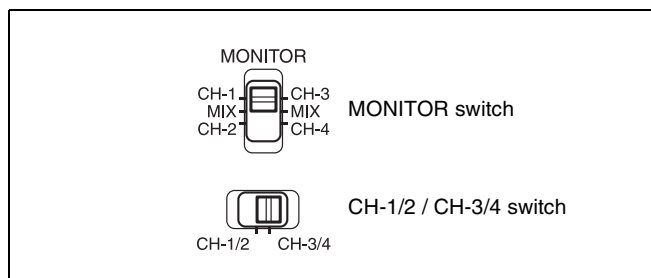 MONITOR
CH-1 CH-3
MIX MIX MONITOR switch
CH-2 CH-4
CH-1/2 / CH-3/4 switch
CH-1/2 CH-3/4